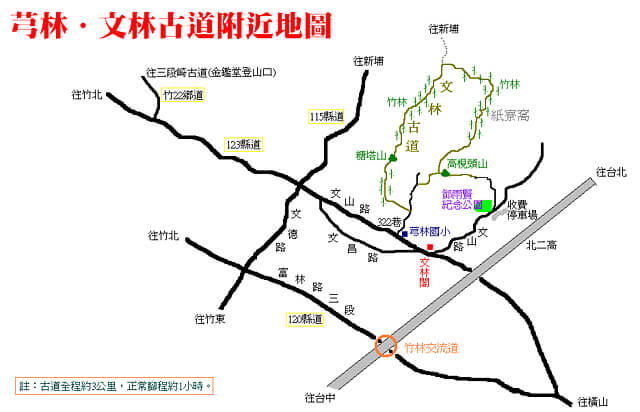 芎林·文林古道附近地圖
往新埔
往三段崎古道(金鑑堂登山口)
往新埔
往竹北
竹22鄉道
竹林
文林古道
竹林
紙寮窩
115縣道
123縣道
糖塔山
高梘頭山
往台北
御雨賢
紀念公園
收費
停車場
文山路
322巷
芎林國小
文山路
北二高
文德路
文昌路
文林閣
往竹北
富林路三段
往竹東
120縣道
竹林交流道
註：古道全程約3公里，正常腳程約1小時。
往台中
往橫山